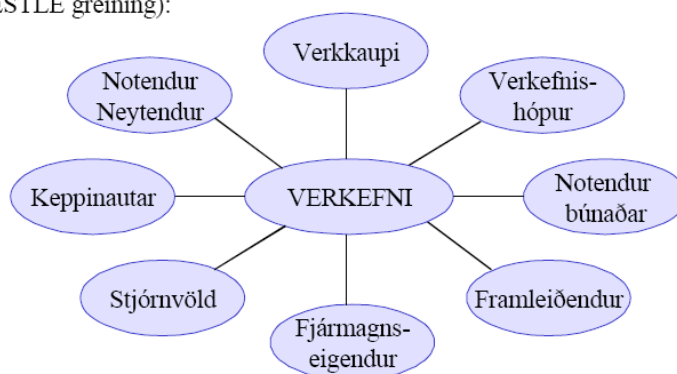 ESTLE greining):
Verkkaupi
Notendur
Neytendur
Verkefnis-
hópur
Keppinautar
VERKEFNI
Notendur
búnaðar
Stjórnvöld
Framleiðendur
Fjármagns-
eigendur